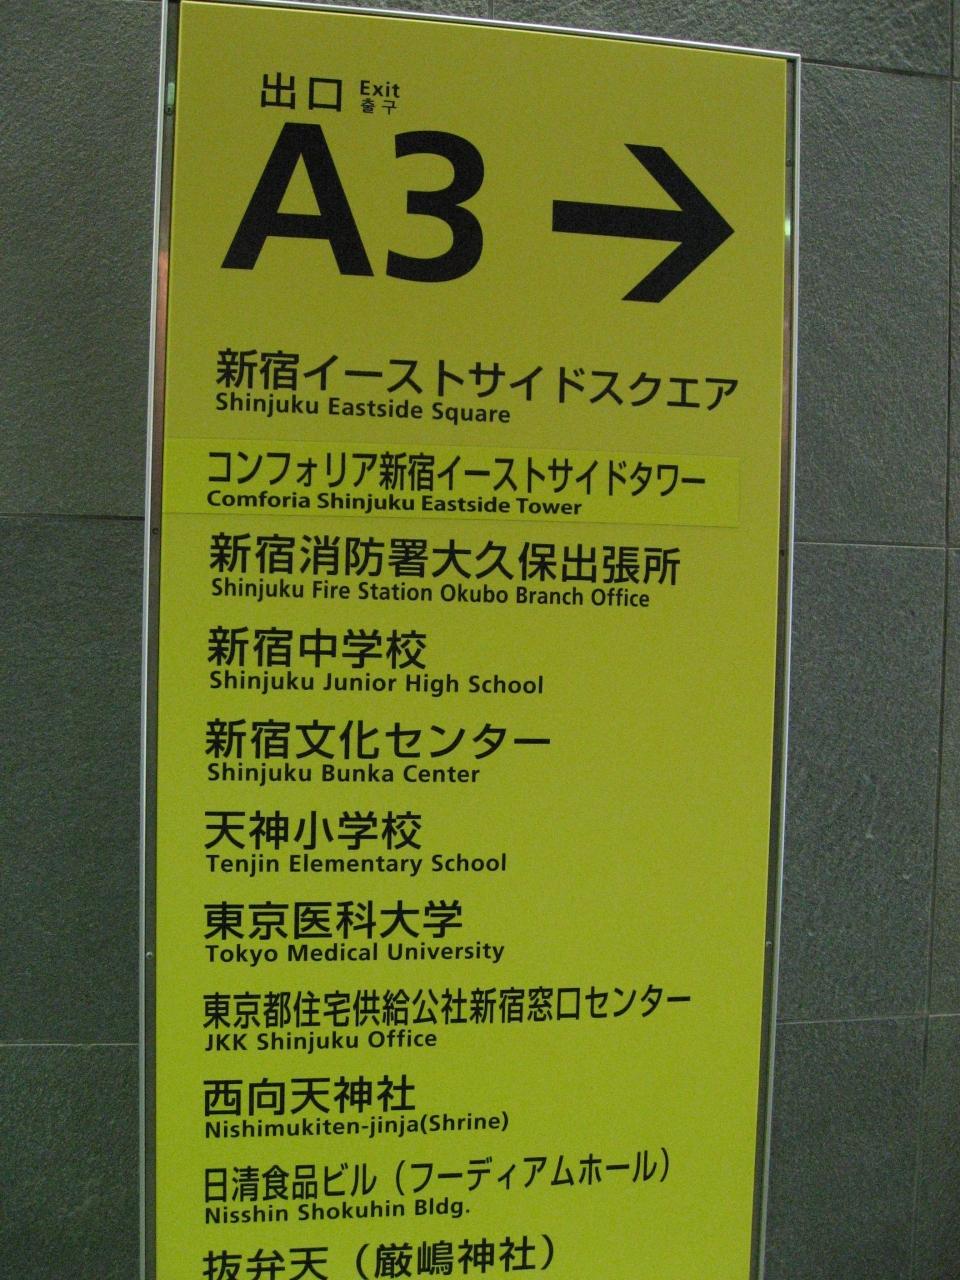 出口 Exit
출구
A3 →
新宿イーストサイドスクエア
Shinjuku Eastside Square
コンフォリア新宿イーストサイドタワー
Comforia Shinjuku Eastside Tower
新宿消防署大久保出張所
Shinjuku Fire Station Okubo Branch Office
新宿中学校
Shinjuku Junior High School
新宿文化センター
Shinjuku Bunka Center
天神小学校
Tenjin Elementary School
東京医科大学
Tokyo Medical University
東京都住宅供給公社新宿窓口センター
JKK Shinjuku Office
西向天神社
Nishimukiten-jinja(Shrine)
日清食品ビル（フーディアムホール）
Nisshin Shokuhin Bldg.
抜弁天（厳嶋神社）